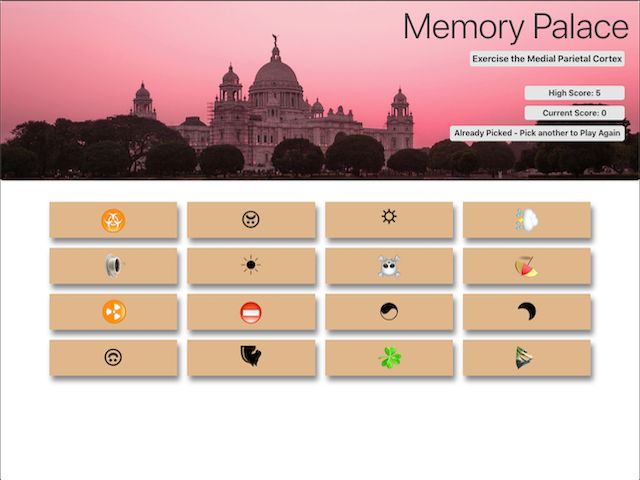 Memory Palace
Exercise the Medial Parietal Cortex
High Score: 5
Current Score: 0
Already Picked - Pick another to Play Again